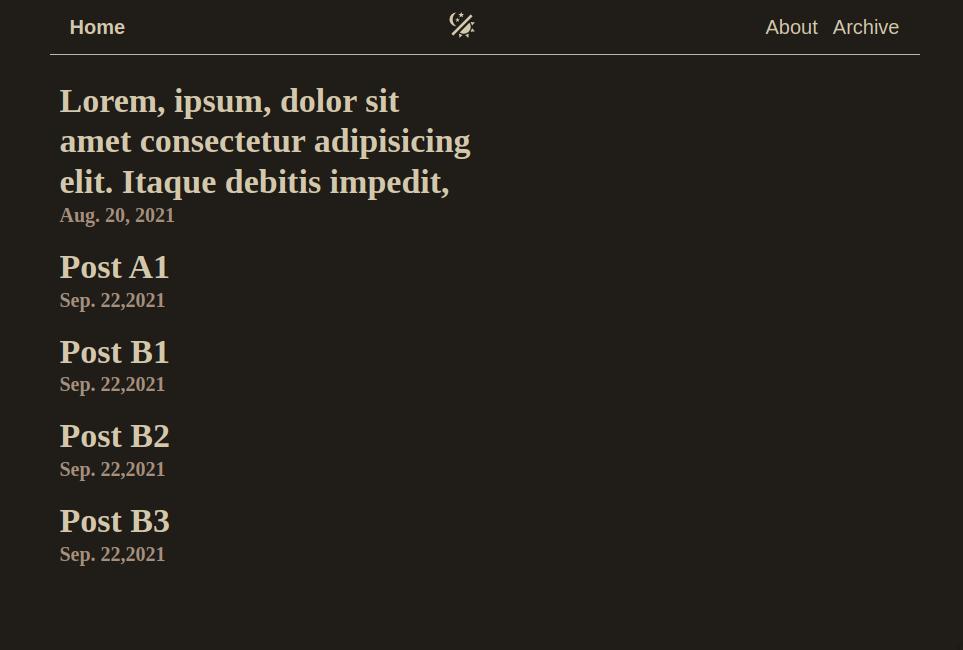 Home
About Archive
Lorem, ipsum, dolor sit
amet consectetur adipisicing
elit. Itaque debitis impedit,
Aug. 20, 2021
Post A1
Sep. 22,2021
Post B1
Sep. 22,2021
Post B2
Sep. 22,2021
Post B3
Sep. 22,2021